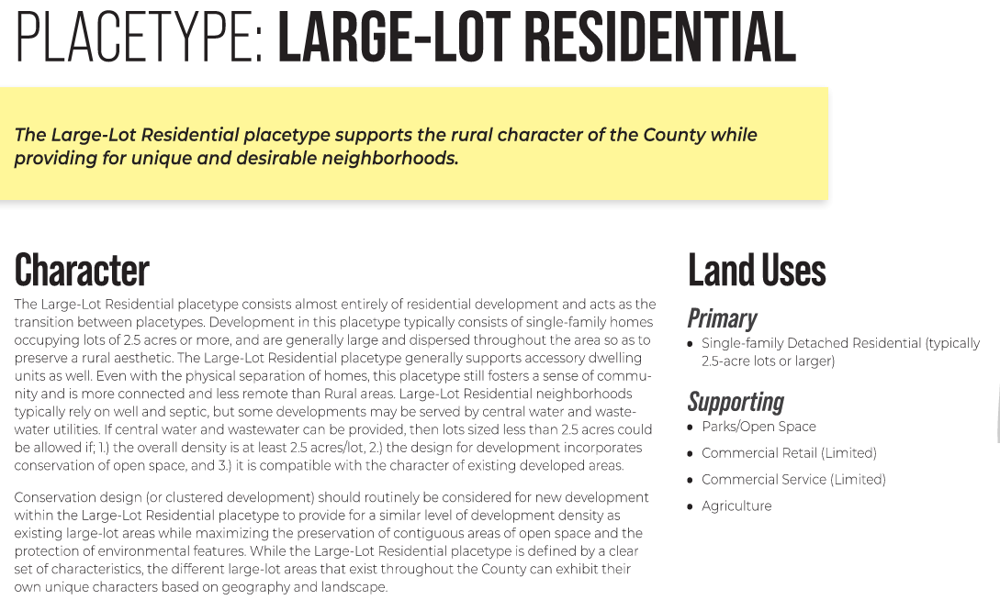 PLACETYPE: LARGE-LOT RESIDENTIAL
The Large-Lot Residential placetype supports the rural character of the County while
providing for unique and desirable neighborhoods.
Character
The Large-Lot Residential placetype consists almost entirely of residential development and acts as the
transition between placetypes. Development in this placetype typically consists of single-family homes
occupying lots of 2.5 acres or more, and are generally large and dispersed throughout the area so as to
preserve a rural aesthetic. The Large-Lot Residential placetype generally supports accessory dwelling
units as well. Even with the physical separation of homes, this placetype still fosters a sense of commu-
nity and is more connected and less remote than Rural areas. Large-Lot Residential neighborhoods
typically rely on well and septic, but some developments may be served by central water and waste-
water utilities. If central water and wastewater can be provided, then lots sized less than 2.5 acres could
be allowed if; 1.) the overall density is at least 2.5 acres/lot, 2.) the design for development incorporates
conservation of open space, and 3.) it is compatible with the character of existing developed areas.
Conservation design (or clustered development) should routinely be considered for new development
within the Large-Lot Residential placetype to provide for a similar level of development density as
existing large-lot areas while maximizing the preservation of contiguous areas of open space and the
protection of environmental features. While the Large-Lot Residential placetype is defined by a clear
set of characteristics, the different large-lot areas that exist throughout the County can exhibit their
own unique characters based on geography and landscape.
Land Uses
Primary
• Single-family Detached Residential (typically
2.5-acre lots or larger)
Supporting
• Parks/Open Space
• Commercial Retail (Limited)
• Commercial Service (Limited)
• Agriculture